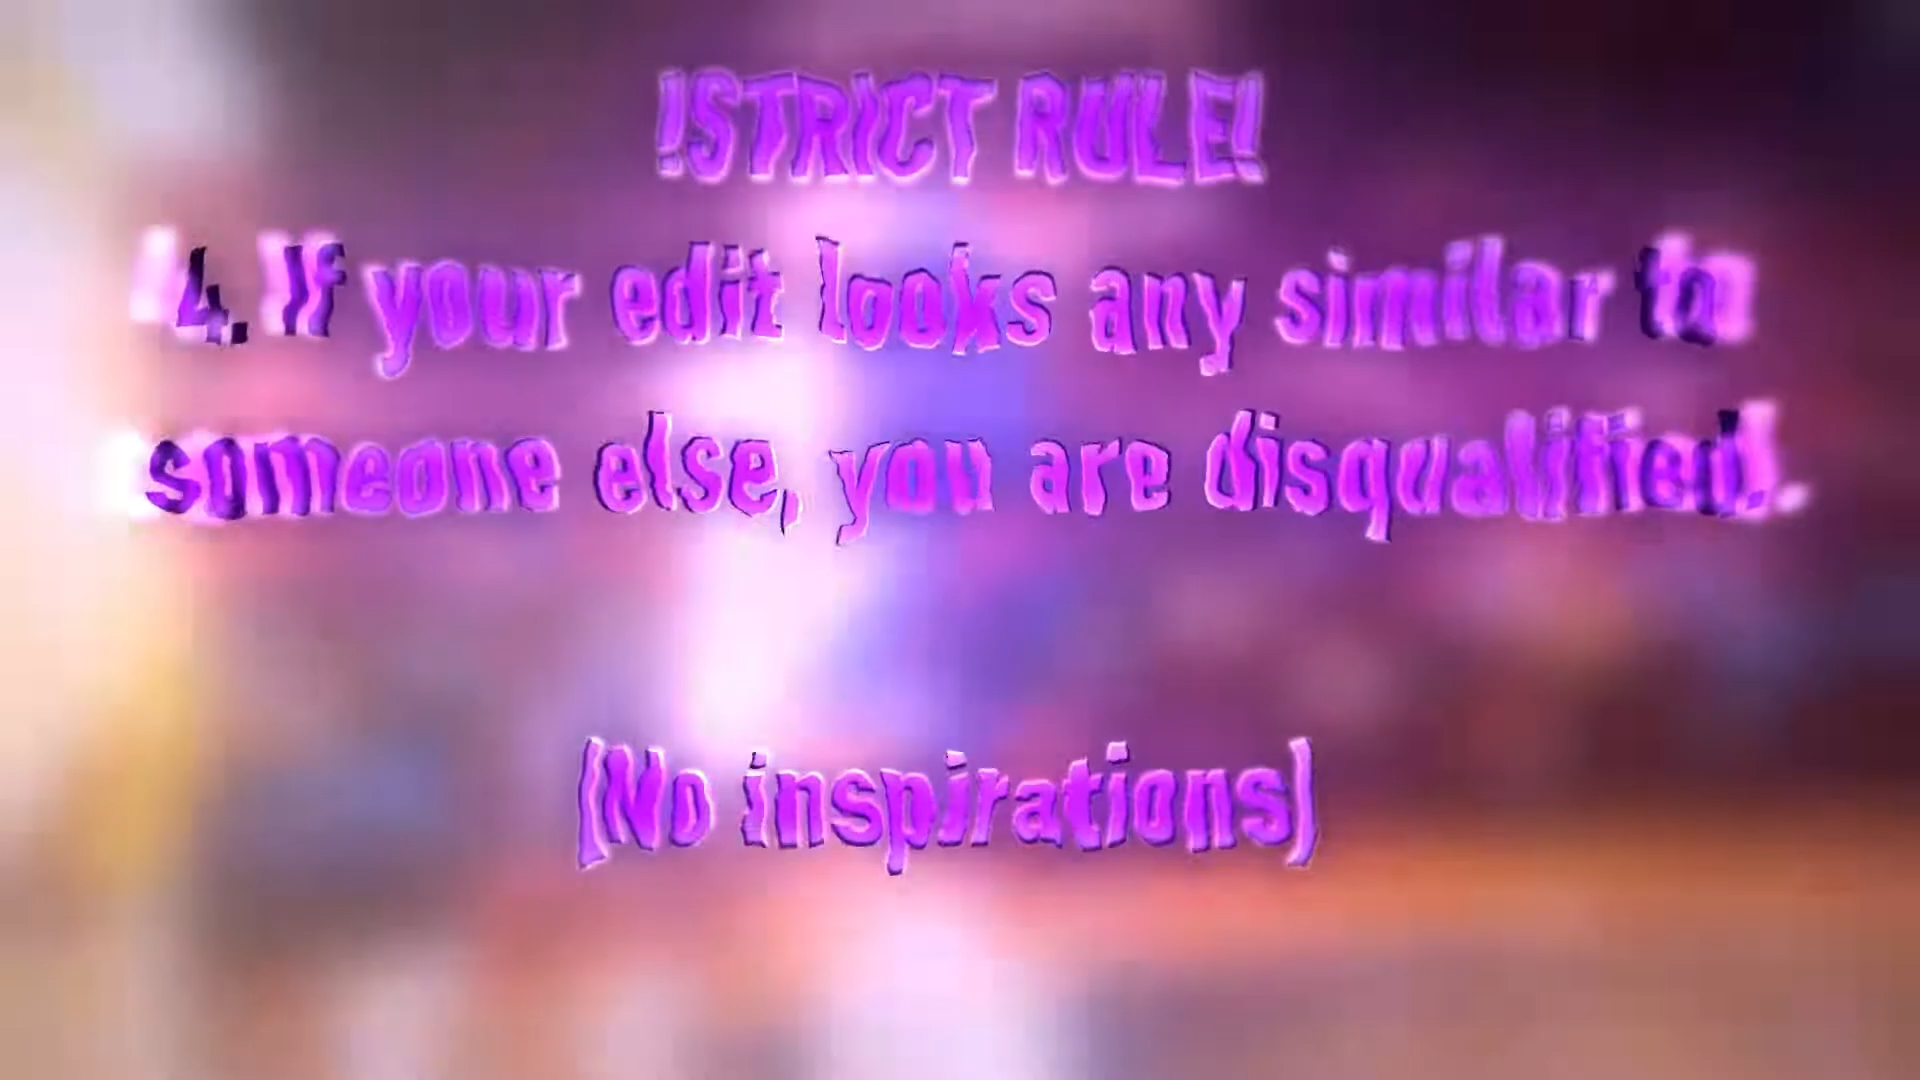 !STRICT RULE!
4. If your edit looks any similar to
someone else, you are disqualified.
(No inspirations)